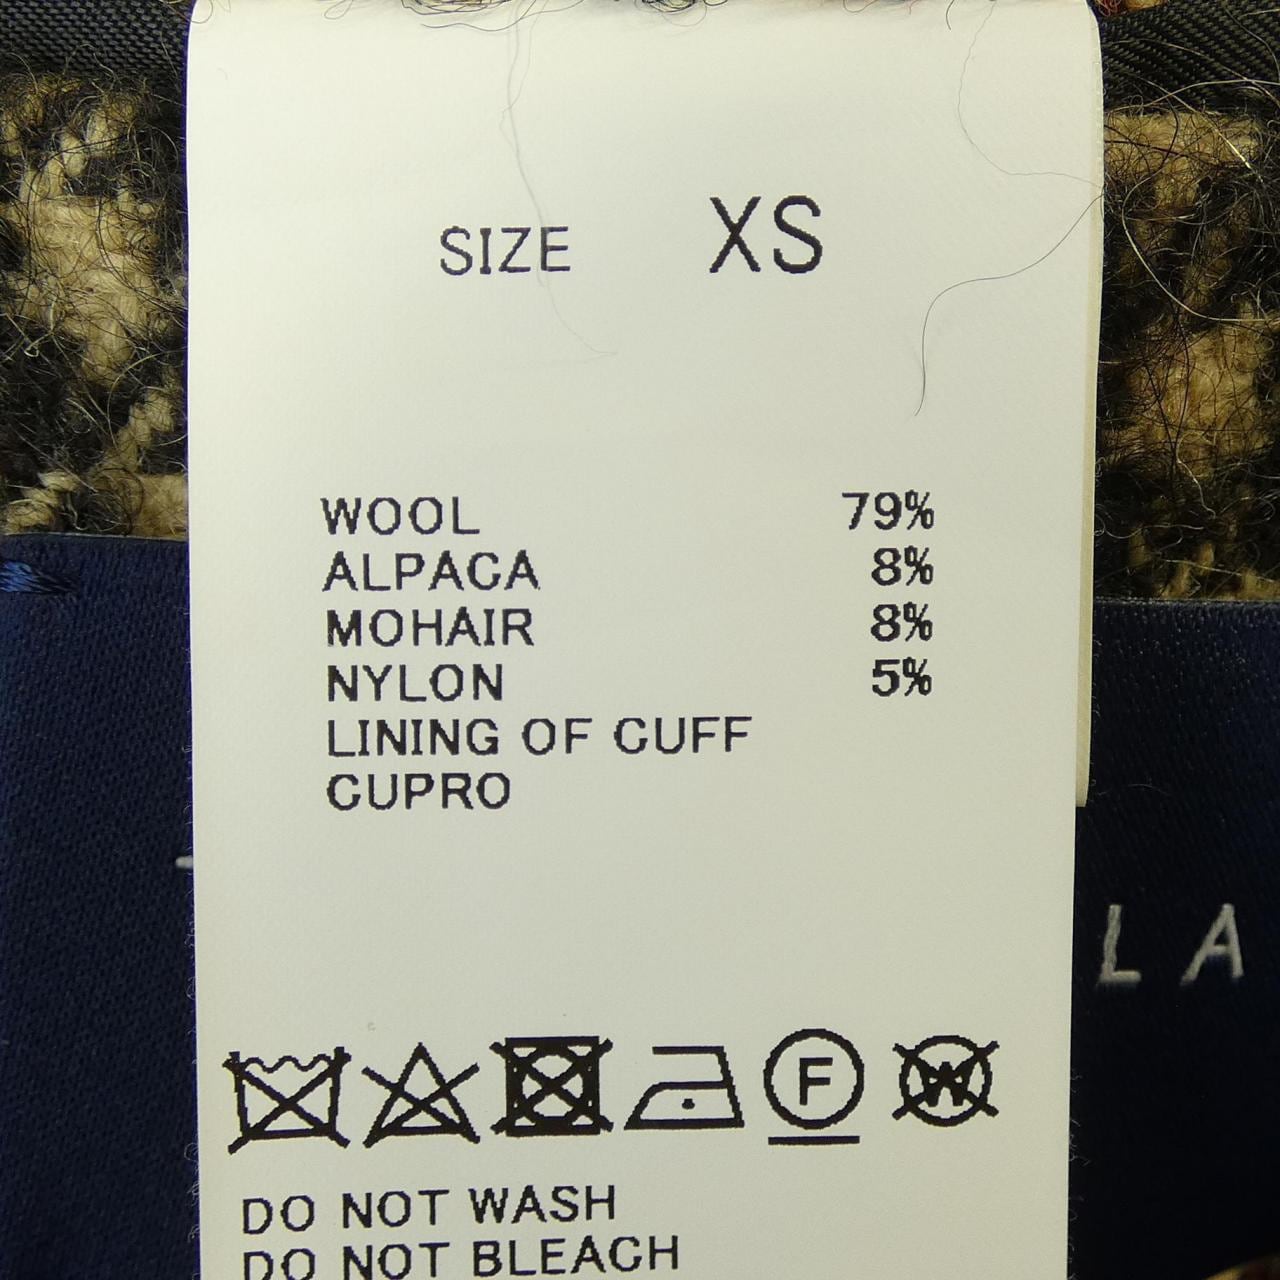 SIZE XS
WOOL 79%
ALPACA 8%
MOHAIR 8%
NYLON 5%
LINING OF CUFF
CUPRO
LA
F
W
DO NOT WASH
DO NOT BLEACH